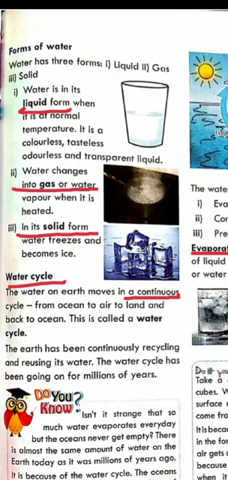 Forms of water
Water has three forms: i) Liquid ii) Gas
iii) Solid
i) Water is in its
liquid form when
it is at normal
temperature. It is a
colourless, tasteless
odourless and transparent liquid.
ii) Water changes
into gas or water
vapour when it is
heated.
iii) In its solid form
water freezes and
becomes ice.
Water cycle
The water on earth moves in a continuous
cycle – from ocean to air to land and
back to ocean. This is called a water
cycle.
The earth has been continuously recycling
and reusing its water. The water cycle has
been going on for millions of years.
Do You
Know?
Isn't it strange that so
much water evaporates everyday
but the oceans never get empty? There
is almost the same amount of water on the
Earth today as it was millions of years ago.
It is because of the water cycle. The oceans
The wate
i) Eva
ii) Con
iii) Pre
Evaporat
of liquid
or water
Do it
Take a
cubes. W
surface
come fro
It is beca
in the for
air gets
because
when it